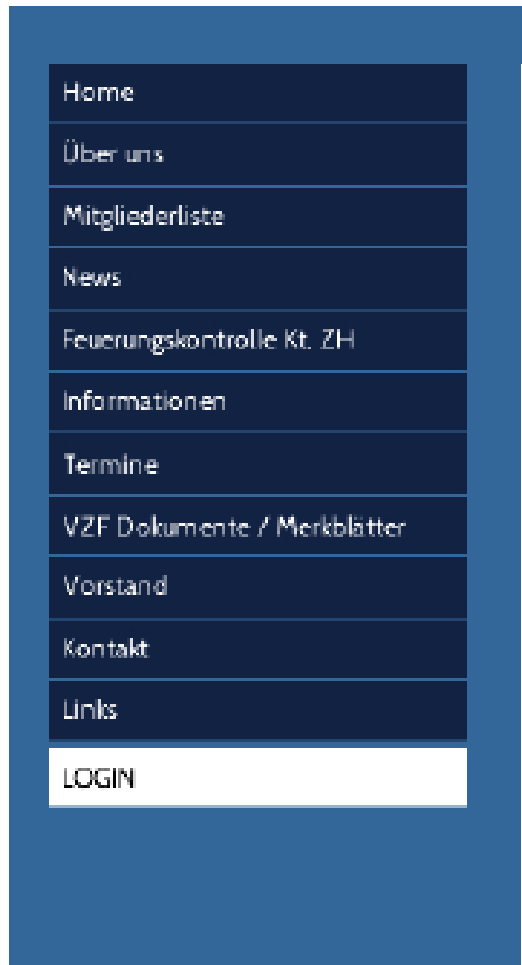 Home
Über uns
Mitgliederliste
News
Feuerungskontrolle Kt. ZH
Informationen
Termine
VZF Dokumente / Merkblätter
Vorstand
Kontakt
Links
LOGIN